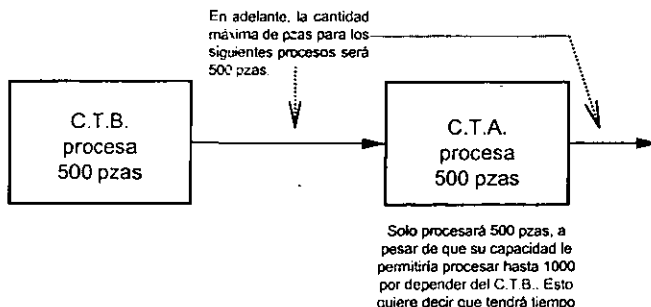 En adelante, la cantidad
máxima de pzas para los
siguientes procesos será
500 pzas.
C.T.B.
procesa
500 pzas
C.T.A.
procesa
500 pzas
Solo procesará 500 pzas, a
pesar de que su capacidad le
permitiría procesar hasta 1000
por depender del C.T.B.. Esto
quiere decir que tendrá tiempo